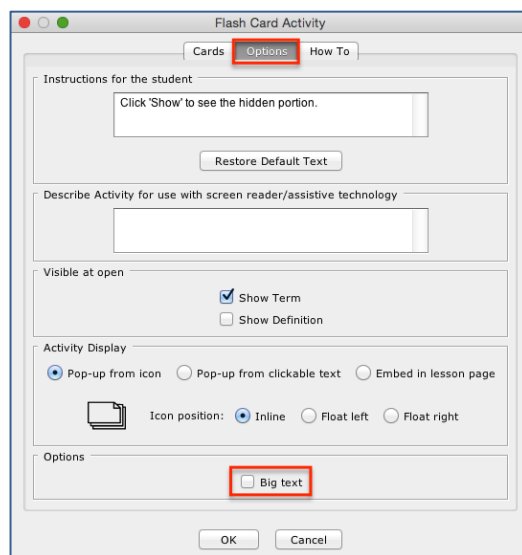 Flash Card Activity
Cards Options How To
Instructions for the student
Click 'Show' to see the hidden portion.
Restore Default Text
Describe Activity for use with screen reader/assistive technology
Visible at open
Show Term
Show Definition
Activity Display
Pop-up from icon Pop-up from clickable text Embed in lesson page
Icon position: Inline Float left Float right
Options
Big text
OK Cancel